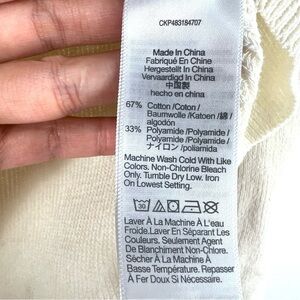 CKP483184707
Made In China
Fabriqué En Chine
Hergestellt In China
Vervaardigd In China
中国製
hecho en china
67% Cotton /Coton /
Baumwolle /Katoen / 綿 /
algodón
33% Polyamide /Polyamide /
Polyamide /Polyamide /
ナイロン /poliamida
Machine Wash Cold With Like
Colors. Non-Chlorine Bleach
Only. Tumble Dry Low. Iron
On Lowest Setting.
30
Laver À La Machine À L'eau
Froide.Laver En Séparant Les
Couleurs. Seulement Agent
De Blanchiment Non-Chlore.
Sécher À La Machine À
Basse Température. Repasser
À Fer Doux Si Nécessaire.